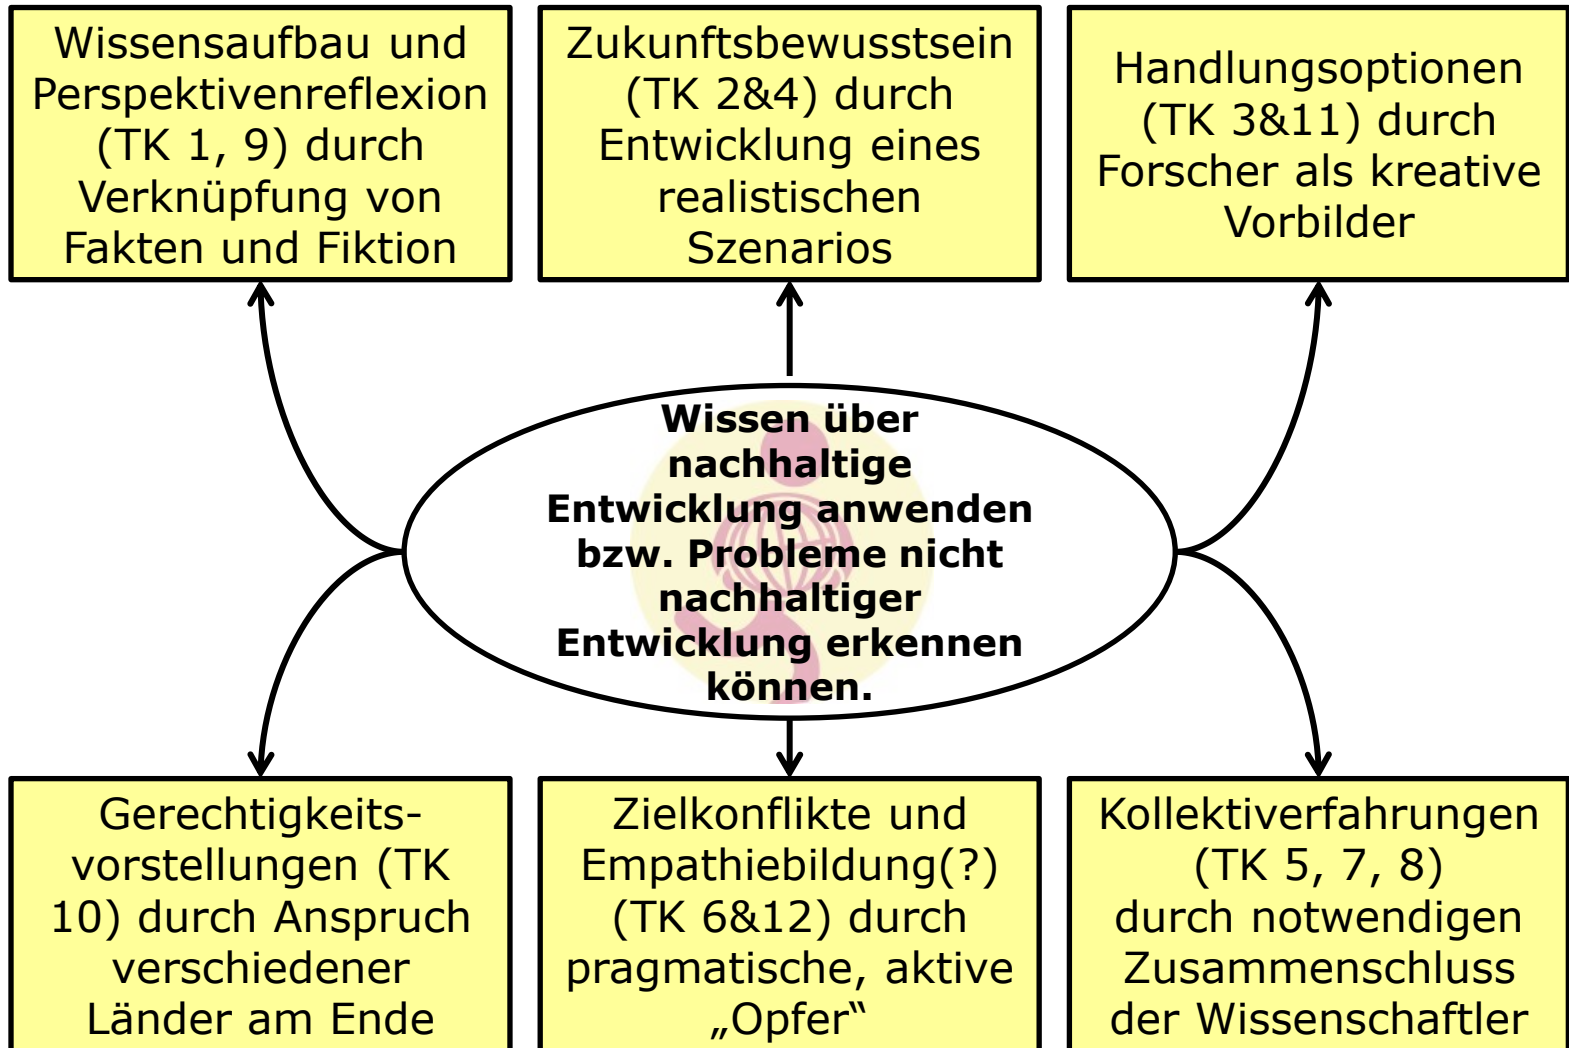 Wissensaufbau und
Perspektivenreflexion
(TK 1, 9) durch
Verknüpfung von
Fakten und Fiktion
Zukunftsbewusstsein
(TK 2&4) durch
Entwicklung eines
realistischen
Szenarios
Handlungsoptionen
(TK 3&11) durch
Forscher als kreative
Vorbilder
Wissen über
nachhaltige
Entwicklung anwenden
bzw. Probleme nicht
nachhaltiger
Entwicklung erkennen
können.
Gerechtigkeits-
vorstellungen (TK
10) durch Anspruch
verschiedener
Länder am Ende
Zielkonflikte und
Empathiebildung(?)
(TK 6&12) durch
pragmatische, aktive
„Opfer“
Kollektiverfahrungen
(TK 5, 7, 8)
durch notwendigen
Zusammenschluss
der Wissenschaftler